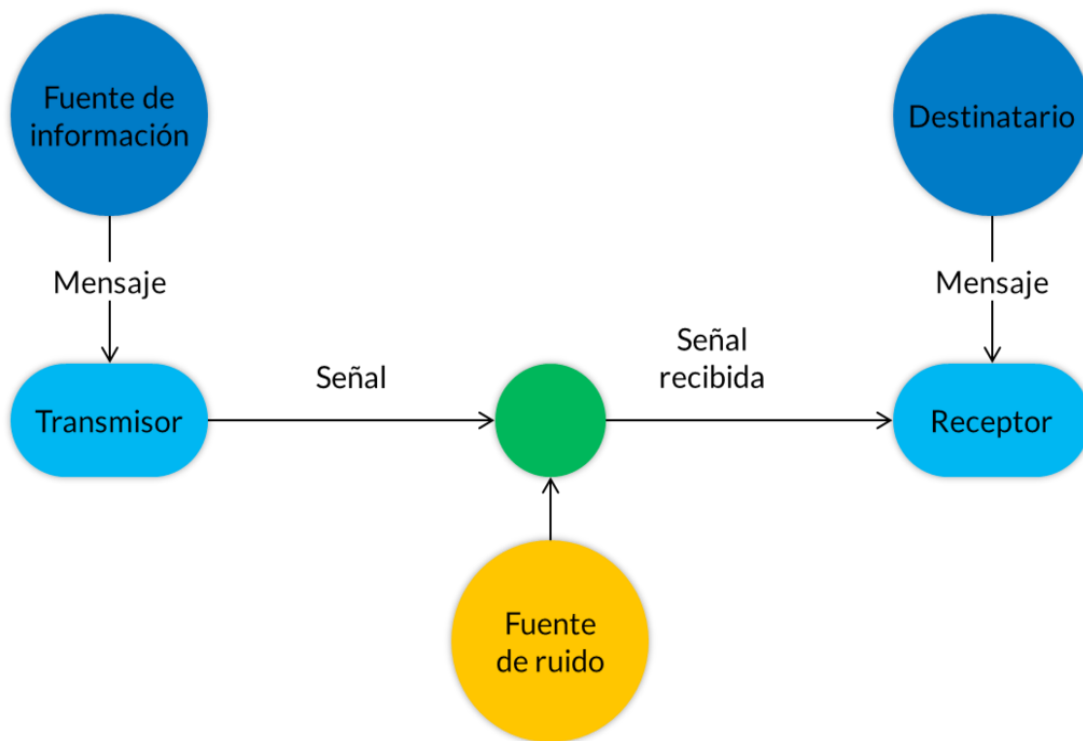 Fuente de
información
Destinatario
Mensaje
Mensaje
Señal
Señal
recibida
Transmisor
Receptor
Fuente
de ruido